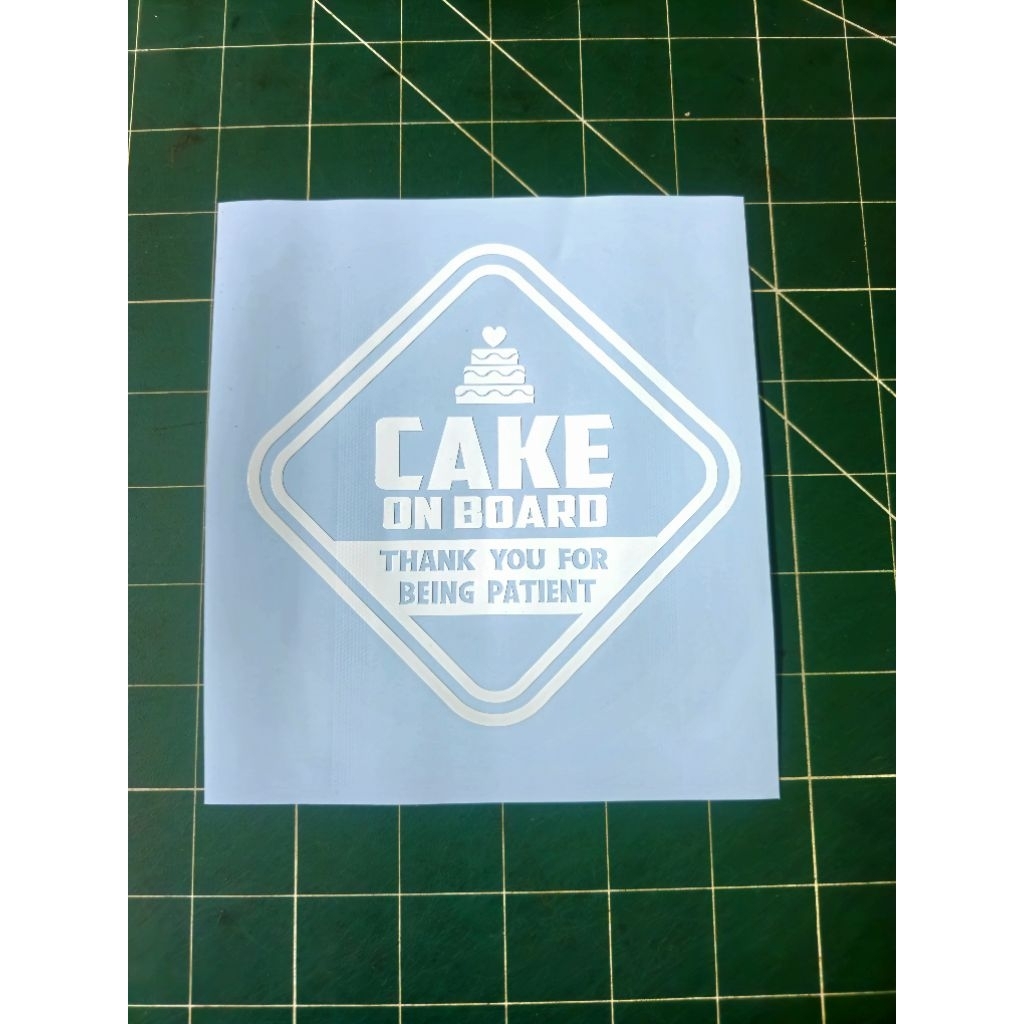 CAKE
ON BOARD
THANK YOU FOR
BEING PATIENT